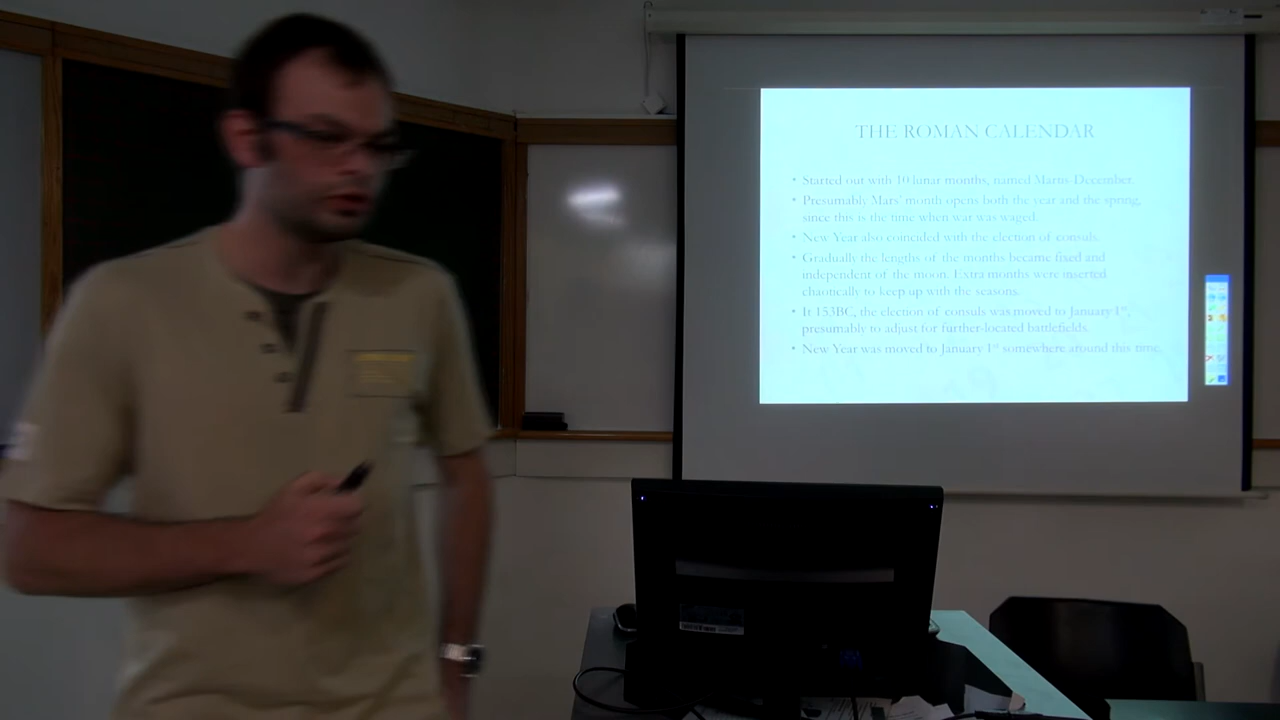 THE ROMAN CALENDAR
• Started out with 10 lunar months, named Martis-December.
• Presumably Mars' month opens both the year and the spring,
since this is the time when war was waged.
• New Year also coincided with the election of consuls.
• Gradually the lengths of the months became fixed and
independent of the moon. Extra months were inserted
chaotically to keep up with the seasons.
• It 153BC, the election of consuls was moved to January 1st,
presumably to adjust for further-located battlefields.
• New Year was moved to January 1st somewhere around this time.